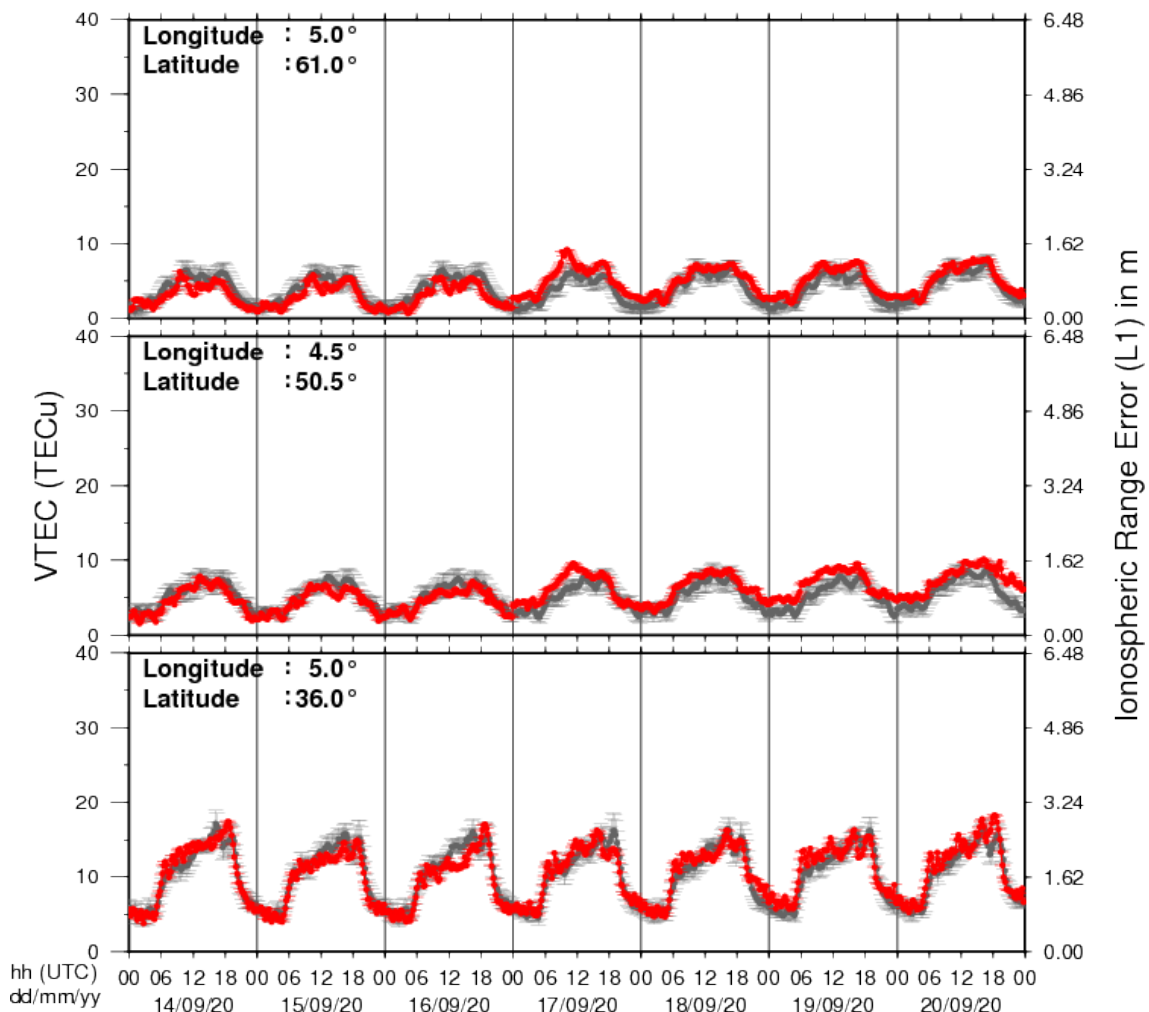 40
30
20
10
0
Longitude : 5.0°
Latitude :61.0°
6.48
4.86
3.24
1.62
0.00
40
30
20
10
0
Longitude : 4.5°
Latitude :50.5°
6.48
4.86
3.24
1.62
0.00
40
30
20
10
0
Longitude : 5.0°
Latitude :36.0°
6.48
4.86
3.24
1.62
0.00
VTEC (TECu)
Ionospheric Range Error (L1) in m
hh (UTC)
00 06 12 18 00 06 12 18 00 06 12 18 00 06 12 18 00 06 12 18 00 06 12 18 00 06 12 18 00
dd/mm/yy
14/09/20 15/09/20 16/09/20 17/09/20 18/09/20 19/09/20 20/09/20